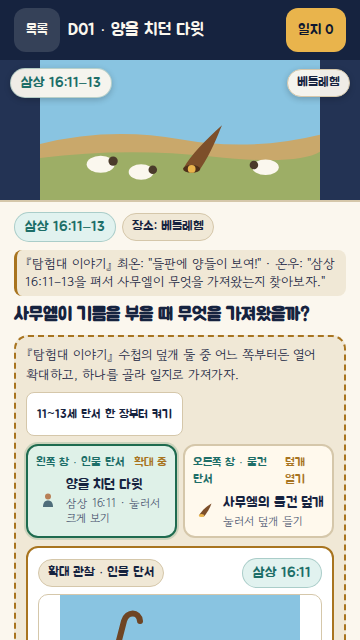 목록
D01 · 양을 치던 다윗
일지 0
삼상 16:11–13
베들레헴
삼상 16:11–13
장소: 베들레헴
『탐험대 이야기』 최온: "들판에 양들이 보여!" · 온우: "삼상
16:11–13을 펴서 사무엘이 무엇을 가져왔는지 찾아보자."
사무엘이 기름을 부을 때 무엇을 가져왔을까?
『탐험대 이야기』 수첩의 덮개 둘 중 어느 쪽부터든 열어
확대하고, 하나를 골라 일지로 가져가자.
11~13세 단서 한 장부터 켜기
왼쪽 창 · 인물 단서
확대 중
양을 치던 다윗
삼상 16:11 · 눌러서
크게 보기
오른쪽 창 · 물건
단서
덮개
열기
사무엘의 물건 덮개
눌러서 덮개 들기
확대 관찰 · 인물 단서
삼상 16:11